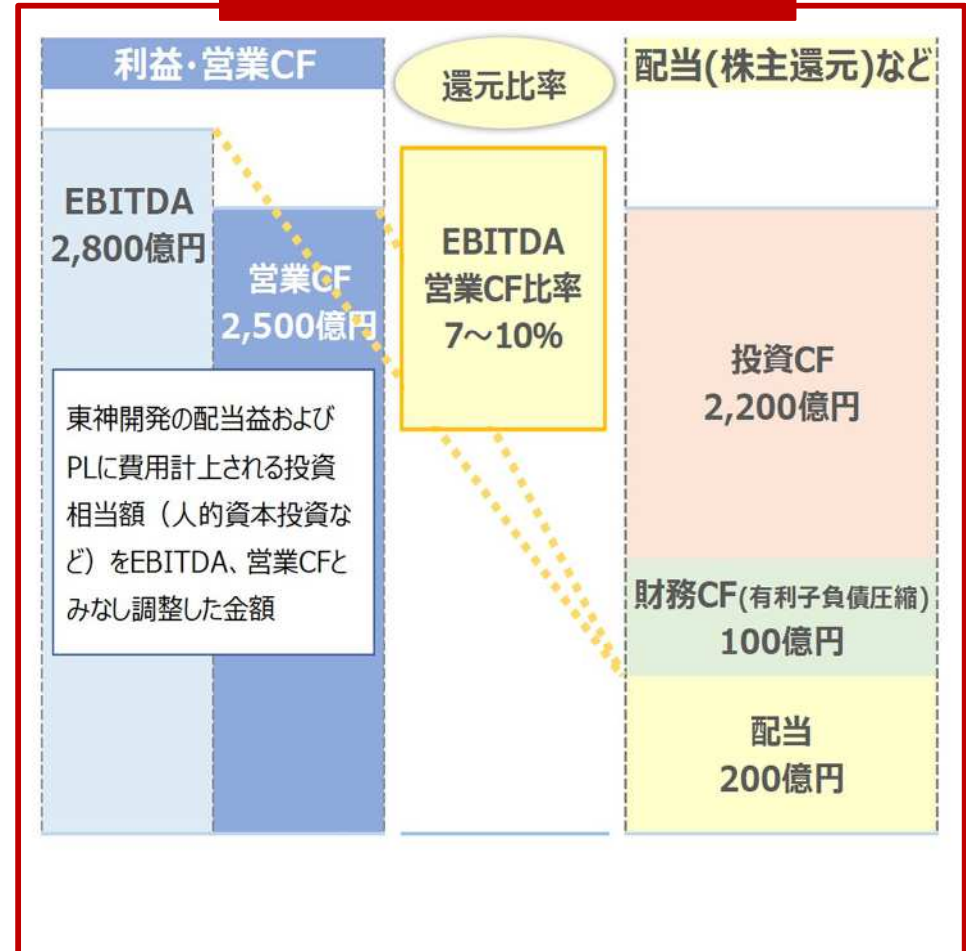 利益・営業CF
還元比率
配当(株主還元)など
EBITDA
2,800億円
営業CF
2,500億円
東神開発の配当益および
PLに費用計上される投資
相当額（人的資本投資な
ど）をEBITDA、営業CFと
みなし調整した金額
EBITDA
営業CF比率
7～10%
投資CF
2,200億円
財務CF(有利子負債圧縮)
100億円
配当
200億円